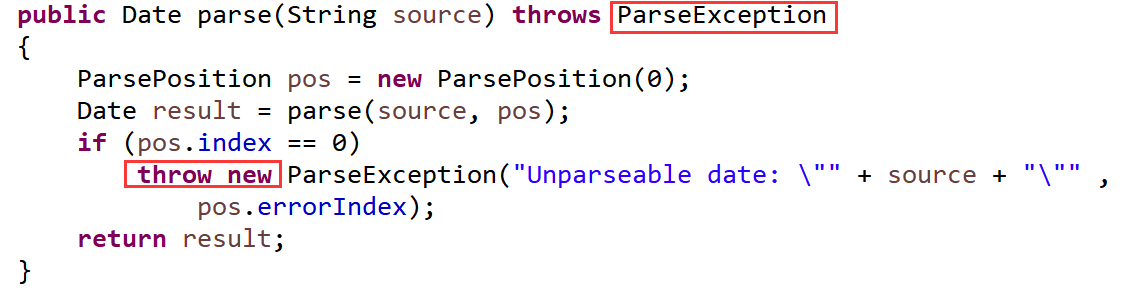 public Date parse(String source) throws ParseException
{
    ParsePosition pos = new ParsePosition(0);
    Date result = parse(source, pos);
    if (pos.index == 0)
        throw new ParseException("Unparseable date: \"" + source + "\"" ,
            pos.errorIndex);
    return result;
}